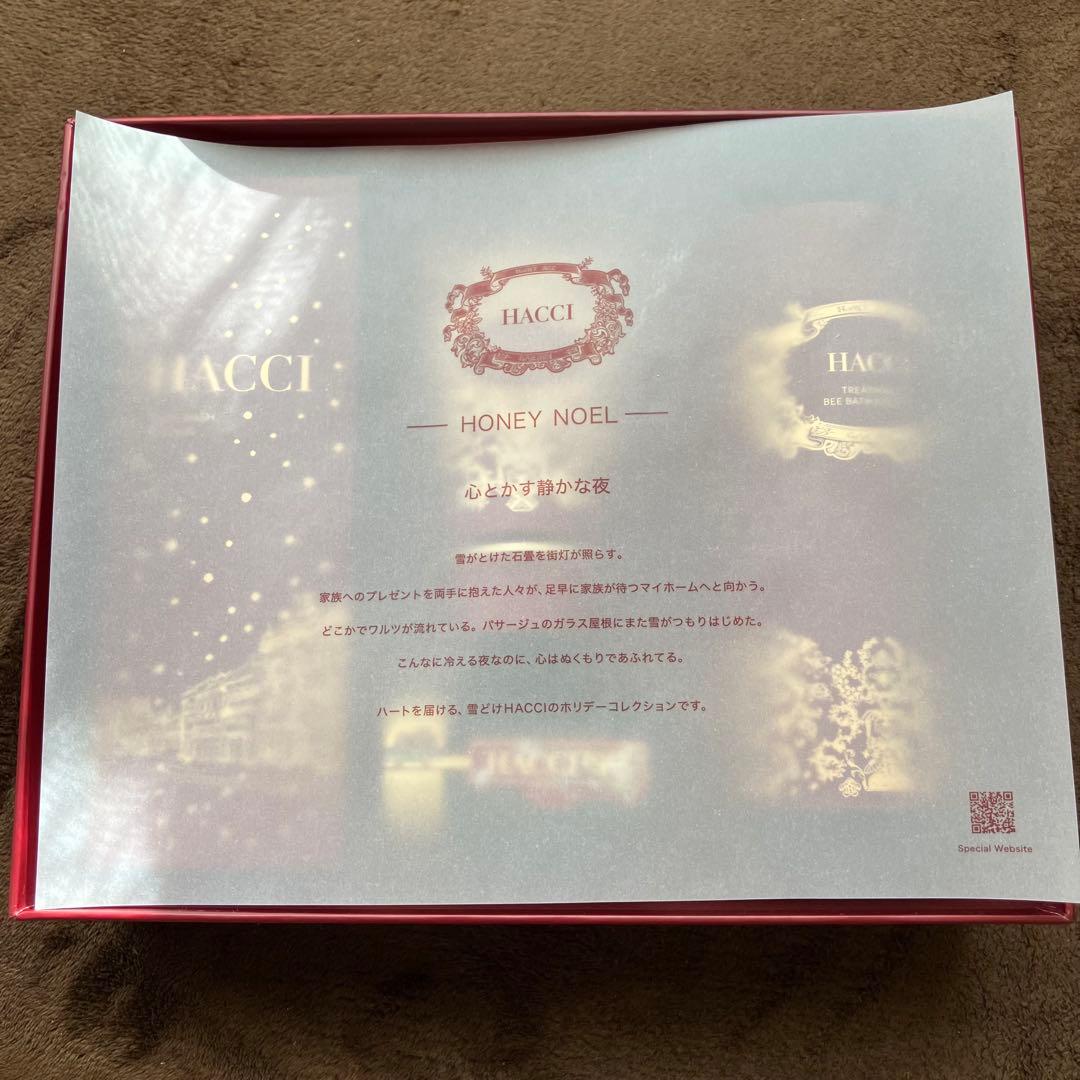 HACCI
HONEY NOEL
心とかす静かな夜
雪がとけた石畳を街灯が照らす。
家族へのプレゼントを両手に抱えた人々が、足早に家族が待つマイホームへと向かう。
どこかでワルツが流れている。パサージュのガラス屋根にまた雪がつもりはじめた。
こんなに冷える夜なのに、心はぬくもりであふれてる。
ハートを届ける、雪どけHACCIのホリデーコレクションです。
Special Website
HACCI
HACCI
BEE